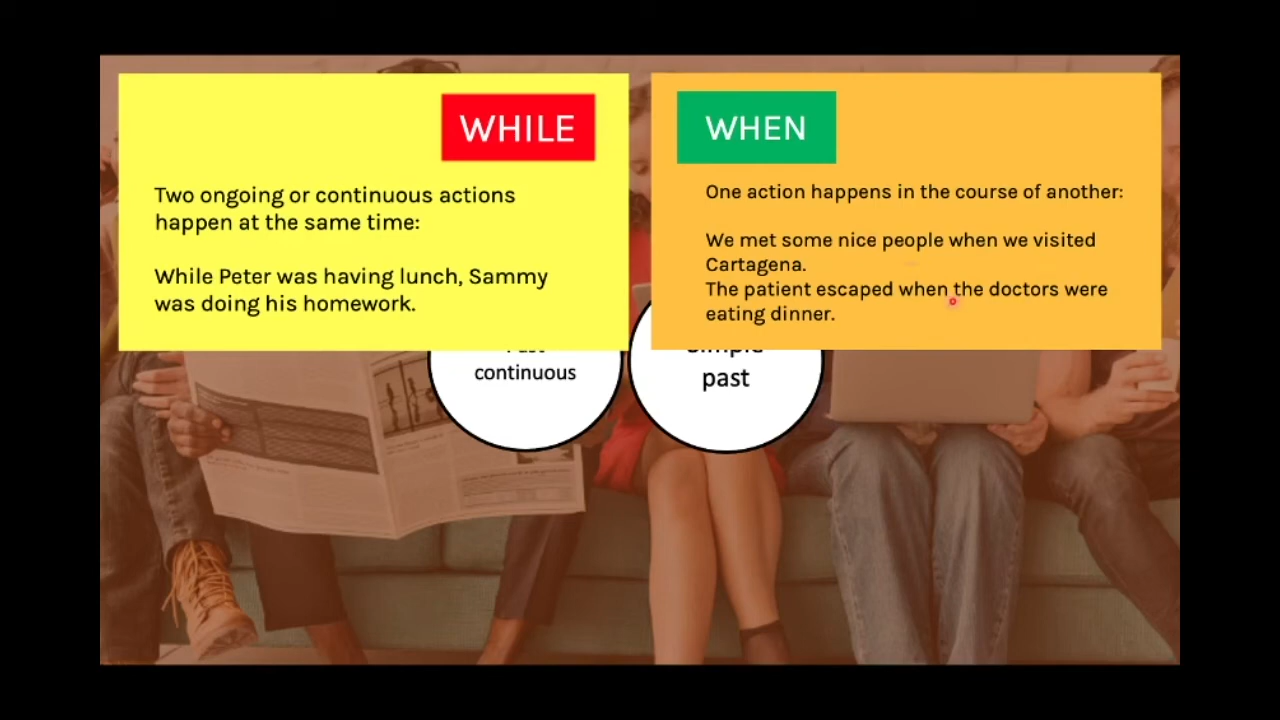 WHILE
Two ongoing or continuous actions
happen at the same time:
While Peter was having lunch, Sammy
was doing his homework.
WHEN
One action happens in the course of another:
We met some nice people when we visited
Cartagena.
The patient escaped when the doctors were
eating dinner.
continuous
Simple
past